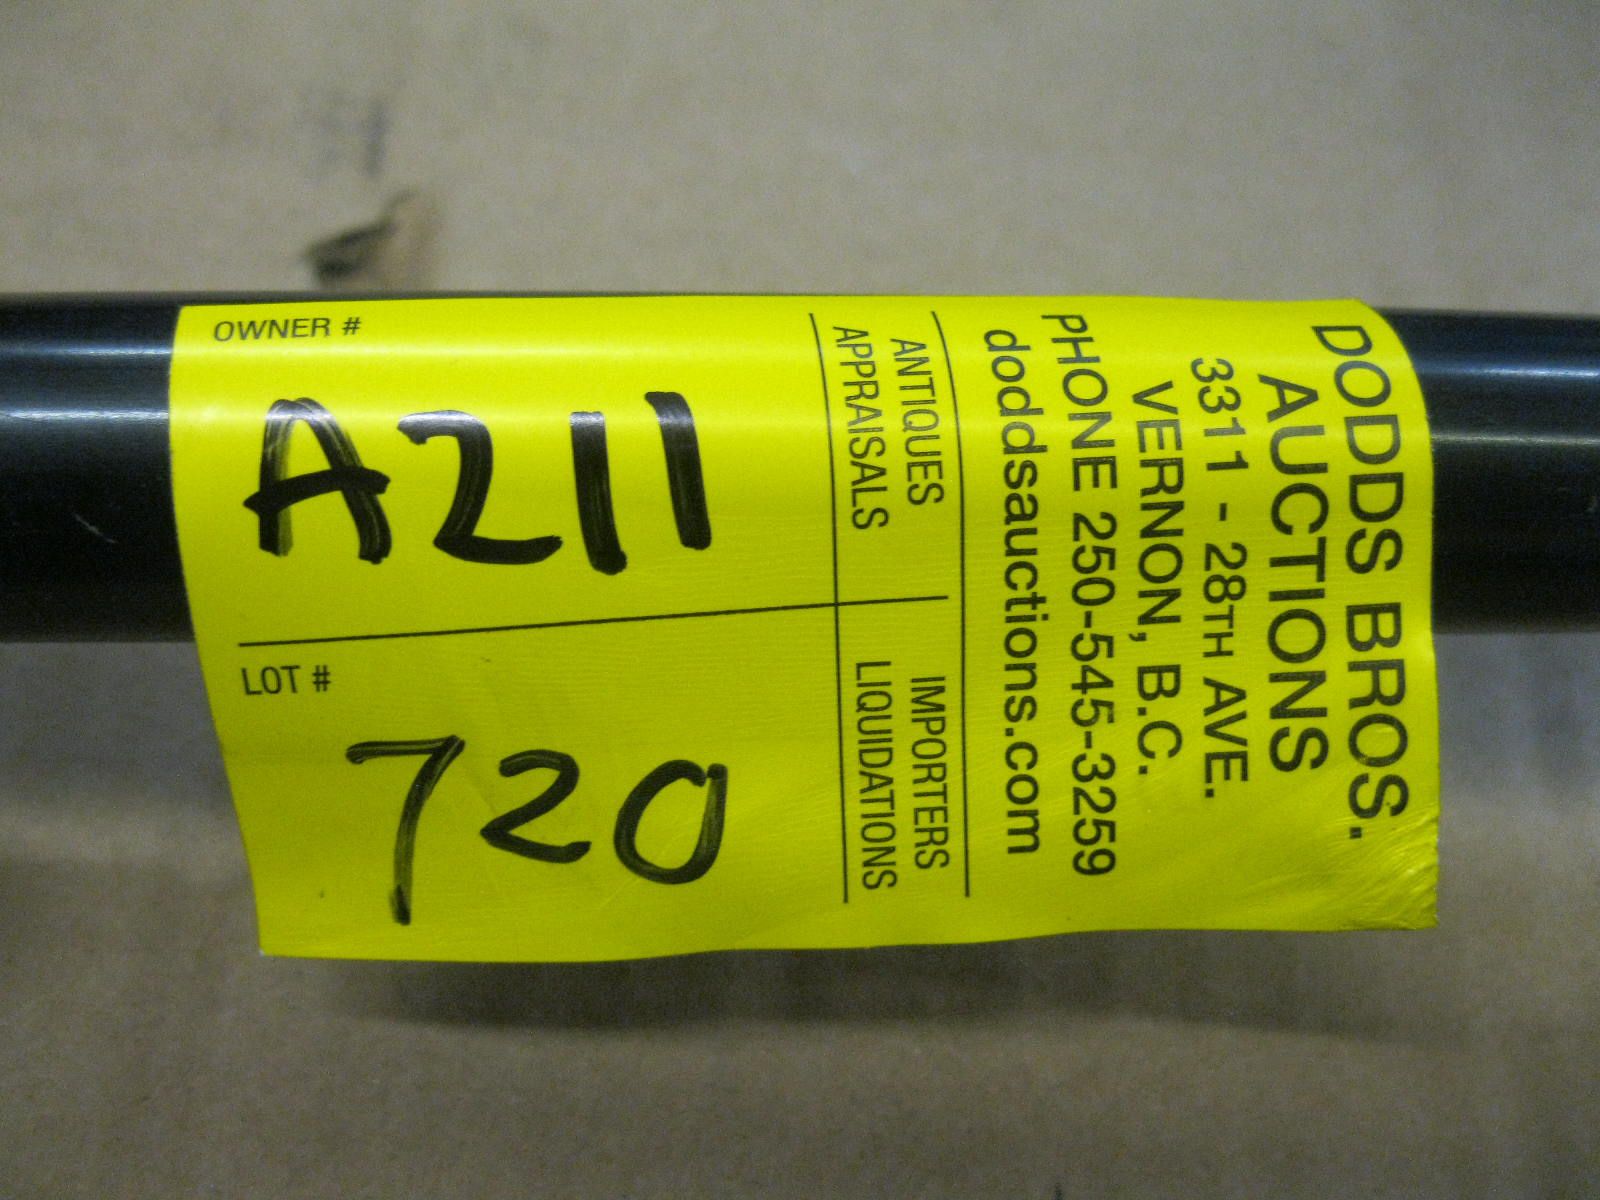 DODDS BROS.
AUCTIONS
3311 - 28TH AVE.
VERNON, B.C.
PHONE 250-545-3259
doddsauctions.com
ANTIQUES
APPRAISALS
IMPORTERS
LIQUIDATIONS
OWNER #
A211
LOT #
720